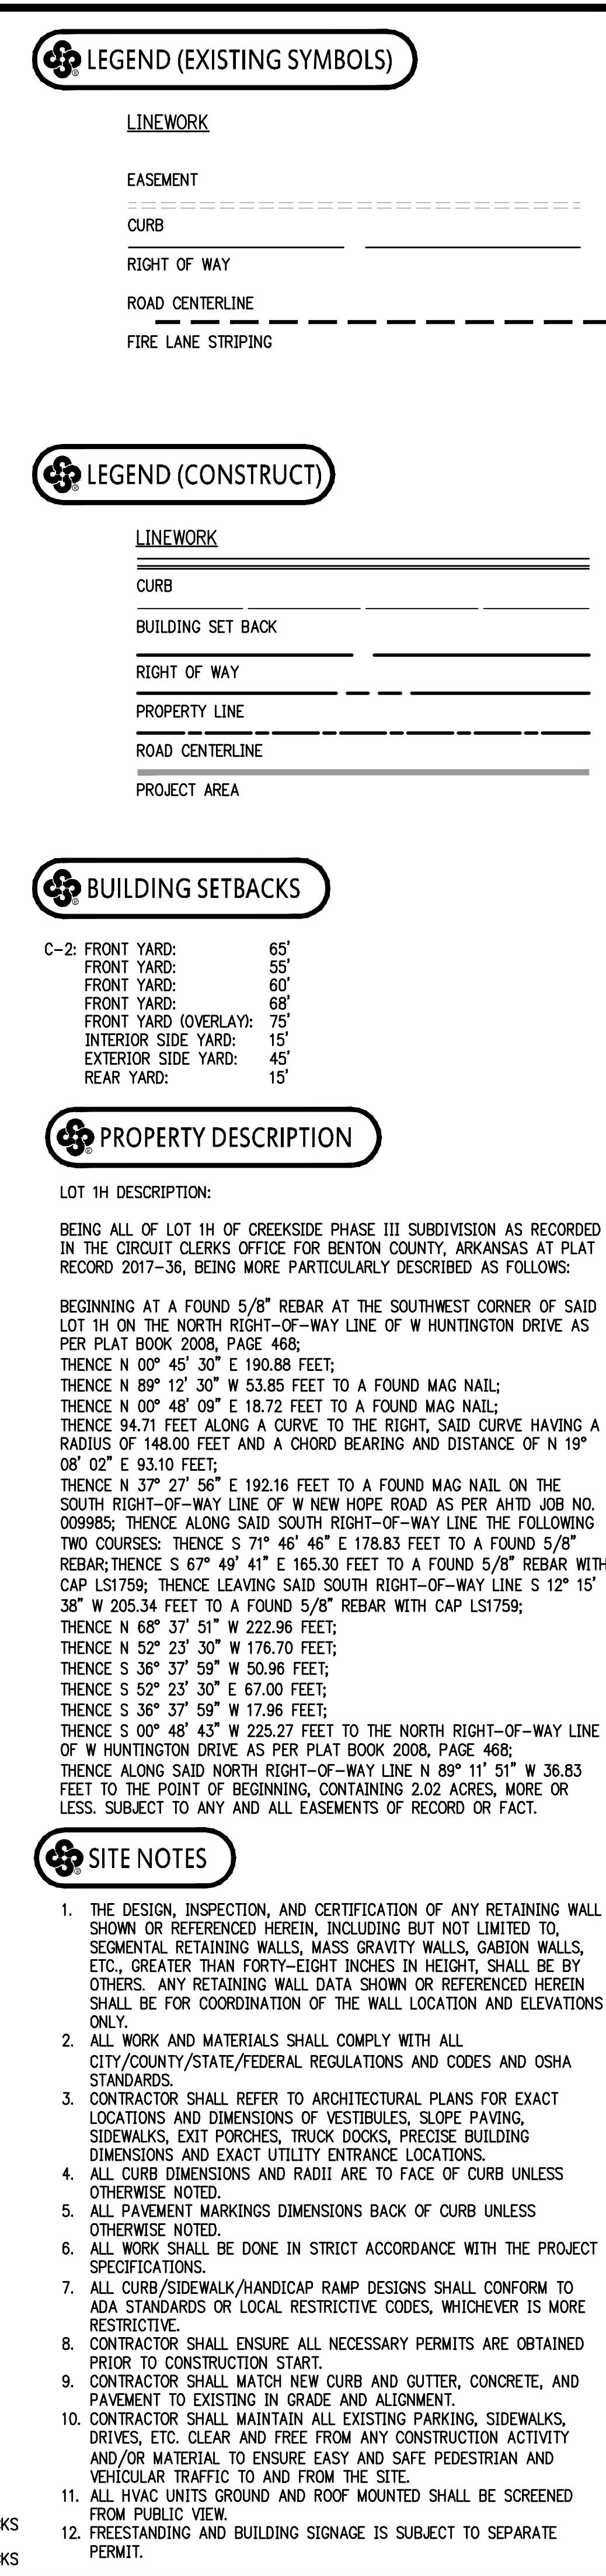 LEGEND (EXISTING SYMBOLS)
LINEWORK
EASEMENT
CURB
RIGHT OF WAY
ROAD CENTERLINE
FIRE LANE STRIPING
LEGEND (CONSTRUCT)
LINEWORK
CURB
BUILDING SET BACK
RIGHT OF WAY
PROPERTY LINE
ROAD CENTERLINE
PROJECT AREA
BUILDING SETBACKS
C-2: FRONT YARD: 65'
FRONT YARD: 55'
FRONT YARD: 60'
FRONT YARD: 68'
FRONT YARD (OVERLAY): 75'
INTERIOR SIDE YARD: 15'
EXTERIOR SIDE YARD: 45'
REAR YARD: 15'
PROPERTY DESCRIPTION
LOT 1H DESCRIPTION:
BEING ALL OF LOT 1H OF CREEKSIDE PHASE III SUBDIVISION AS RECORDED
IN THE CIRCUIT CLERKS OFFICE FOR BENTON COUNTY, ARKANSAS AT PLAT
RECORD 2017-36, BEING MORE PARTICULARLY DESCRIBED AS FOLLOWS:
BEGINNING AT A FOUND 5/8" REBAR AT THE SOUTHWEST CORNER OF SAID
LOT 1H ON THE NORTH RIGHT-OF-WAY LINE OF W HUNTINGTON DRIVE AS
PER PLAT BOOK 2008, PAGE 468;
THENCE N 00° 45' 30" E 190.88 FEET;
THENCE N 89° 12' 30" W 53.85 FEET TO A FOUND MAG NAIL;
THENCE N 00° 48' 09" E 18.72 FEET TO A FOUND MAG NAIL;
THENCE 94.71 FEET ALONG A CURVE TO THE RIGHT, SAID CURVE HAVING A
RADIUS OF 148.00 FEET AND A CHORD BEARING AND DISTANCE OF N 19°
08' 02" E 93.10 FEET;
THENCE N 37° 27' 56" E 192.16 FEET TO A FOUND MAG NAIL ON THE
SOUTH RIGHT-OF-WAY LINE OF W NEW HOPE ROAD AS PER AHTD JOB NO.
009985; THENCE ALONG SAID SOUTH RIGHT-OF-WAY LINE THE FOLLOWING
TWO COURSES: THENCE S 71° 46' 46" E 178.83 FEET TO A FOUND 5/8"
REBAR; THENCE S 67° 49' 41" E 165.30 FEET TO A FOUND 5/8" REBAR WITH
CAP LS1759; THENCE LEAVING SAID SOUTH RIGHT-OF-WAY LINE S 12° 15'
38" W 205.34 FEET TO A FOUND 5/8" REBAR WITH CAP LS1759;
THENCE N 68° 37' 51" W 222.96 FEET;
THENCE N 52° 23' 30" W 176.70 FEET;
THENCE S 36° 37' 59" W 50.96 FEET;
THENCE S 52° 23' 30" E 67.00 FEET;
THENCE S 36° 37' 59" W 17.96 FEET;
THENCE S 00° 48' 43" W 225.27 FEET TO THE NORTH RIGHT-OF-WAY LINE
OF W HUNTINGTON DRIVE AS PER PLAT BOOK 2008, PAGE 468;
THENCE ALONG SAID NORTH RIGHT-OF-WAY LINE N 89° 11' 51" W 36.83
FEET TO THE POINT OF BEGINNING, CONTAINING 2.02 ACRES, MORE OR
LESS. SUBJECT TO ANY AND ALL EASEMENTS OF RECORD OR FACT.
SITE NOTES
1. THE DESIGN, INSPECTION, AND CERTIFICATION OF ANY RETAINING WALL
SHOWN OR REFERENCED HEREIN, INCLUDING BUT NOT LIMITED TO,
SEGMENTAL RETAINING WALLS, MASS GRAVITY WALLS, GABION WALLS,
ETC., GREATER THAN FORTY-EIGHT INCHES IN HEIGHT, SHALL BE BY
OTHERS. ANY RETAINING WALL DATA SHOWN OR REFERENCED HEREIN
SHALL BE FOR COORDINATION OF THE WALL LOCATION AND ELEVATIONS
ONLY.
2. ALL WORK AND MATERIALS SHALL COMPLY WITH ALL
CITY/COUNTY/STATE/FEDERAL REGULATIONS AND CODES AND OSHA
STANDARDS.
3. CONTRACTOR SHALL REFER TO ARCHITECTURAL PLANS FOR EXACT
LOCATIONS AND DIMENSIONS OF VESTIBULES, SLOPE PAVING,
SIDEWALKS, EXIT PORCHES, TRUCK DOCKS, PRECISE BUILDING
DIMENSIONS AND EXACT UTILITY ENTRANCE LOCATIONS.
4. ALL CURB DIMENSIONS AND RADII ARE TO FACE OF CURB UNLESS
OTHERWISE NOTED.
5. ALL PAVEMENT MARKINGS DIMENSIONS BACK OF CURB UNLESS
OTHERWISE NOTED.
6. ALL WORK SHALL BE DONE IN STRICT ACCORDANCE WITH THE PROJECT
SPECIFICATIONS.
7. ALL CURB/SIDEWALK/HANDICAP RAMP DESIGNS SHALL CONFORM TO
ADA STANDARDS OR LOCAL RESTRICTIVE CODES, WHICHEVER IS MORE
RESTRICTIVE.
8. CONTRACTOR SHALL ENSURE ALL NECESSARY PERMITS ARE OBTAINED
PRIOR TO CONSTRUCTION START.
9. CONTRACTOR SHALL MATCH NEW CURB AND GUTTER, CONCRETE, AND
PAVEMENT TO EXISTING IN GRADE AND ALIGNMENT.
10. CONTRACTOR SHALL MAINTAIN ALL EXISTING PARKING, SIDEWALKS,
DRIVES, ETC. CLEAR AND FREE FROM ANY CONSTRUCTION ACTIVITY
AND/OR MATERIAL TO ENSURE EASY AND SAFE PEDESTRIAN AND
VEHICULAR TRAFFIC TO AND FROM THE SITE.
11. ALL HVAC UNITS GROUND AND ROOF MOUNTED SHALL BE SCREENED
FROM PUBLIC VIEW.
12. FREESTANDING AND BUILDING SIGNAGE IS SUBJECT TO SEPARATE
PERMIT.